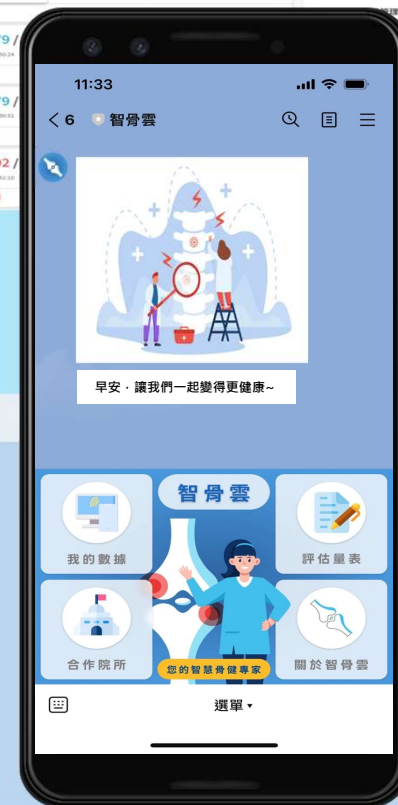 11:33
6 智骨雲
早安，讓我們一起變得更健康~
智骨雲
我的數據
評估量表
合作院所
您的智慧骨健專家
關於智骨雲
選單